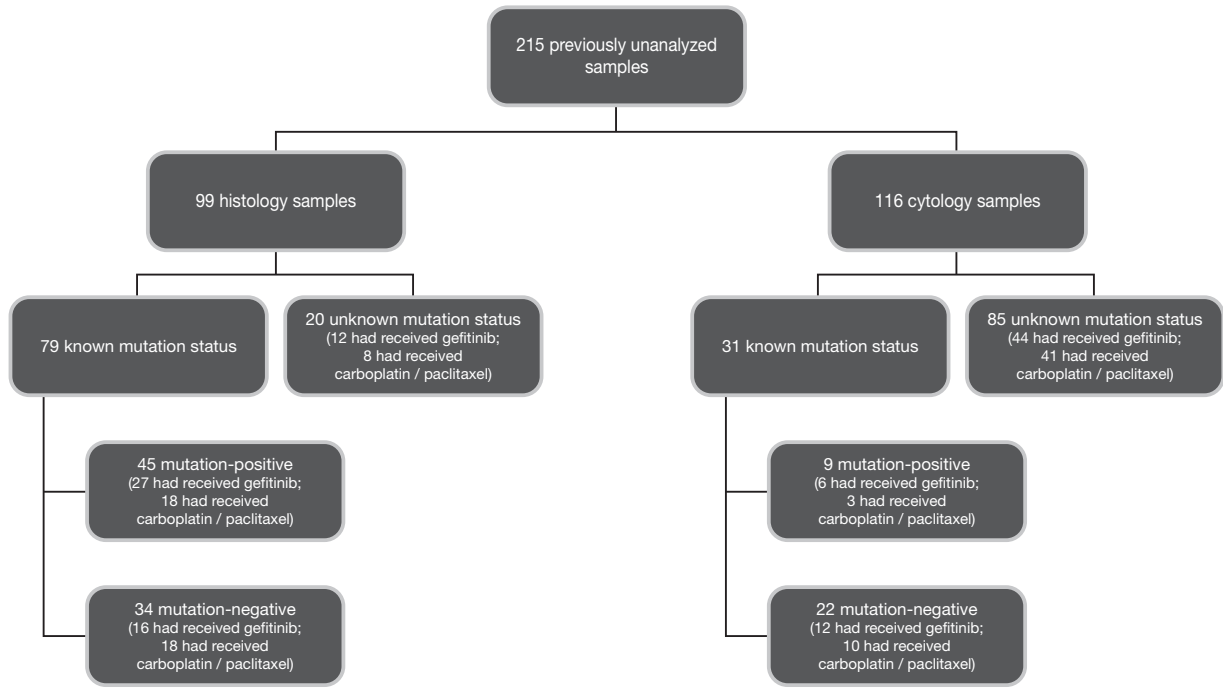 215 previously unanalyzed
samples
99 histology samples
116 cytology samples
79 known mutation status
20 unknown mutation status
(12 had received gefitinib;
8 had received
carboplatin / paclitaxel)
31 known mutation status
85 unknown mutation status
(44 had received gefitinib;
41 had received
carboplatin / paclitaxel)
45 mutation-positive
(27 had received gefitinib;
18 had received
carboplatin / paclitaxel)
9 mutation-positive
(6 had received gefitinib;
3 had received
carboplatin / paclitaxel)
34 mutation-negative
(16 had received gefitinib;
18 had received
carboplatin / paclitaxel)
22 mutation-negative
(12 had received gefitinib;
10 had received
carboplatin / paclitaxel)